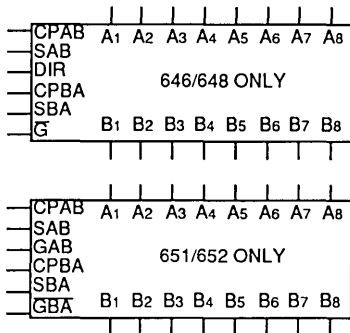 CPAB A1 A2 A3 A4 A5 A6 A7 A8
SAB
DIR 646/648 ONLY
CPBA
SBA
G̅ B1 B2 B3 B4 B5 B6 B7 B8
CPAB A1 A2 A3 A4 A5 A6 A7 A8
SAB
GAB 651/652 ONLY
CPBA
SBA
G̅B̅A̅ B1 B2 B3 B4 B5 B6 B7 B8